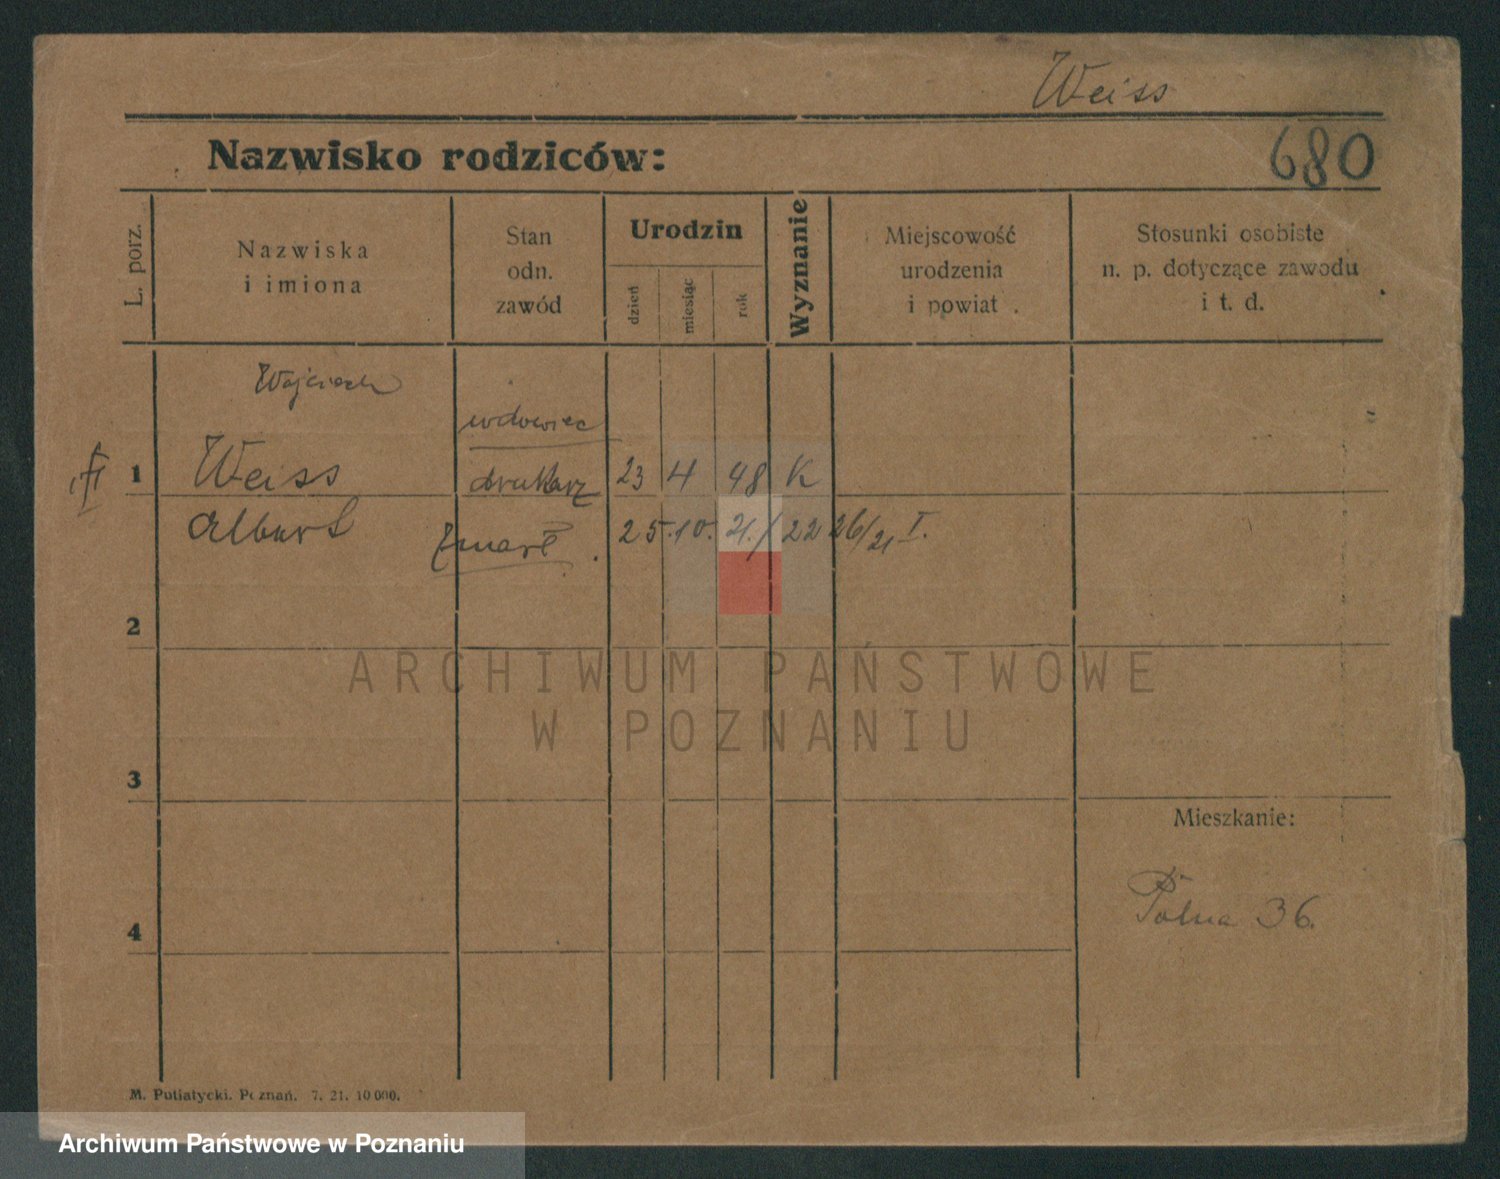 Weiss
Nazwisko rodziców:
680
L. porz.
Nazwiska
i imiona
Stan
odn.
zawód
Urodzin
dzień
miesiąc
rok
Wyznanie
Miejscowość
urodzenia
i powiat .
Stosunki osobiste
n. p. dotyczące zawodu
i t. d.
Wojciech
wdowiec
1
Weiss
drukarz
23
4
48
K
Albert
Zmarł .
25.10.21./
22
26/21 I.
2
3
4
Mieszkanie:
Polna 36.
M. Putiatycki. Poznań. 7. 21. 10 000.
ARCHIWUM PAŃSTWOWE
W POZNANIU
Archiwum Państwowe w Poznaniu